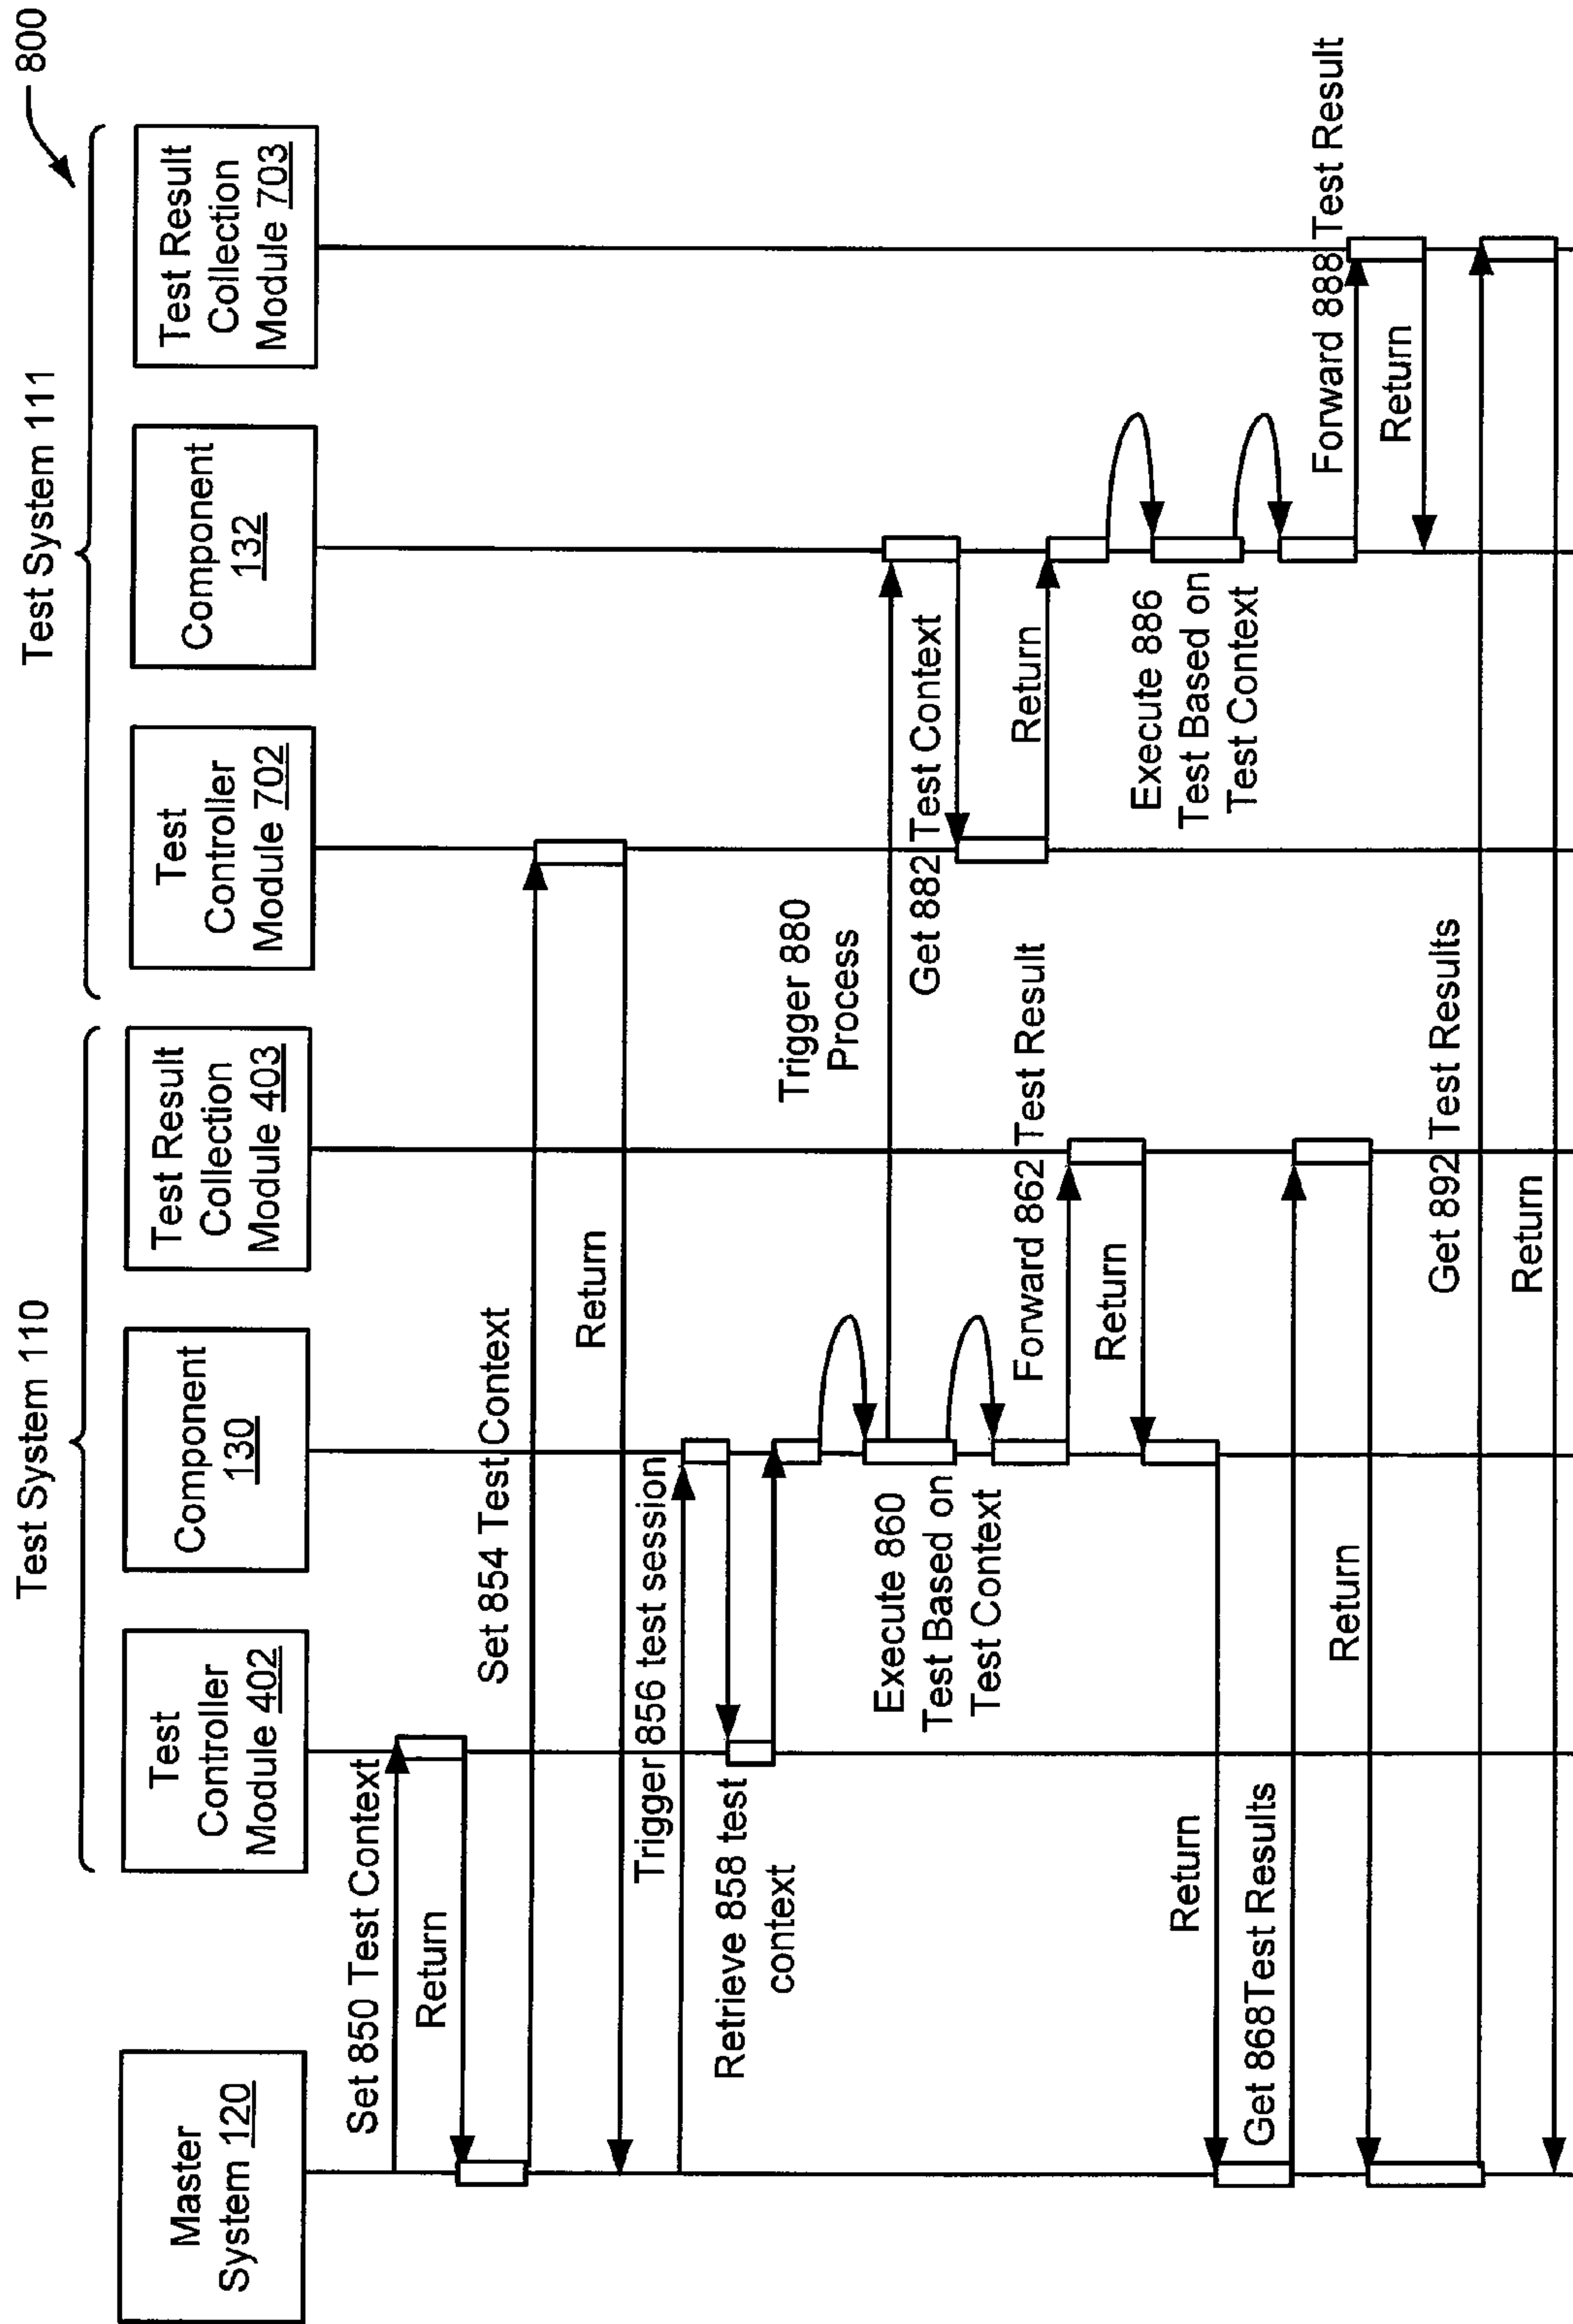 800
Test System 110
Test System 111
Master
System 120
Test
Controller
Module 402
Component
130
Test Result
Collection
Module 403
Test
Controller
Module 702
Component
132
Test Result
Collection
Module 703
Set 850 Test Context
Return
Set 854 Test Context
Return
Trigger 856 test session
Retrieve 858 test
context
Trigger 880
Process
Execute 860
Test Based on
Test Context
Get 882 Test Context
Return
Forward 862 Test Result
Return
Execute 886
Test Based on
Test Context
Return
Get 868Test Results
Return
Forward 888 Test Result
Return
Get 892 Test Results
Return